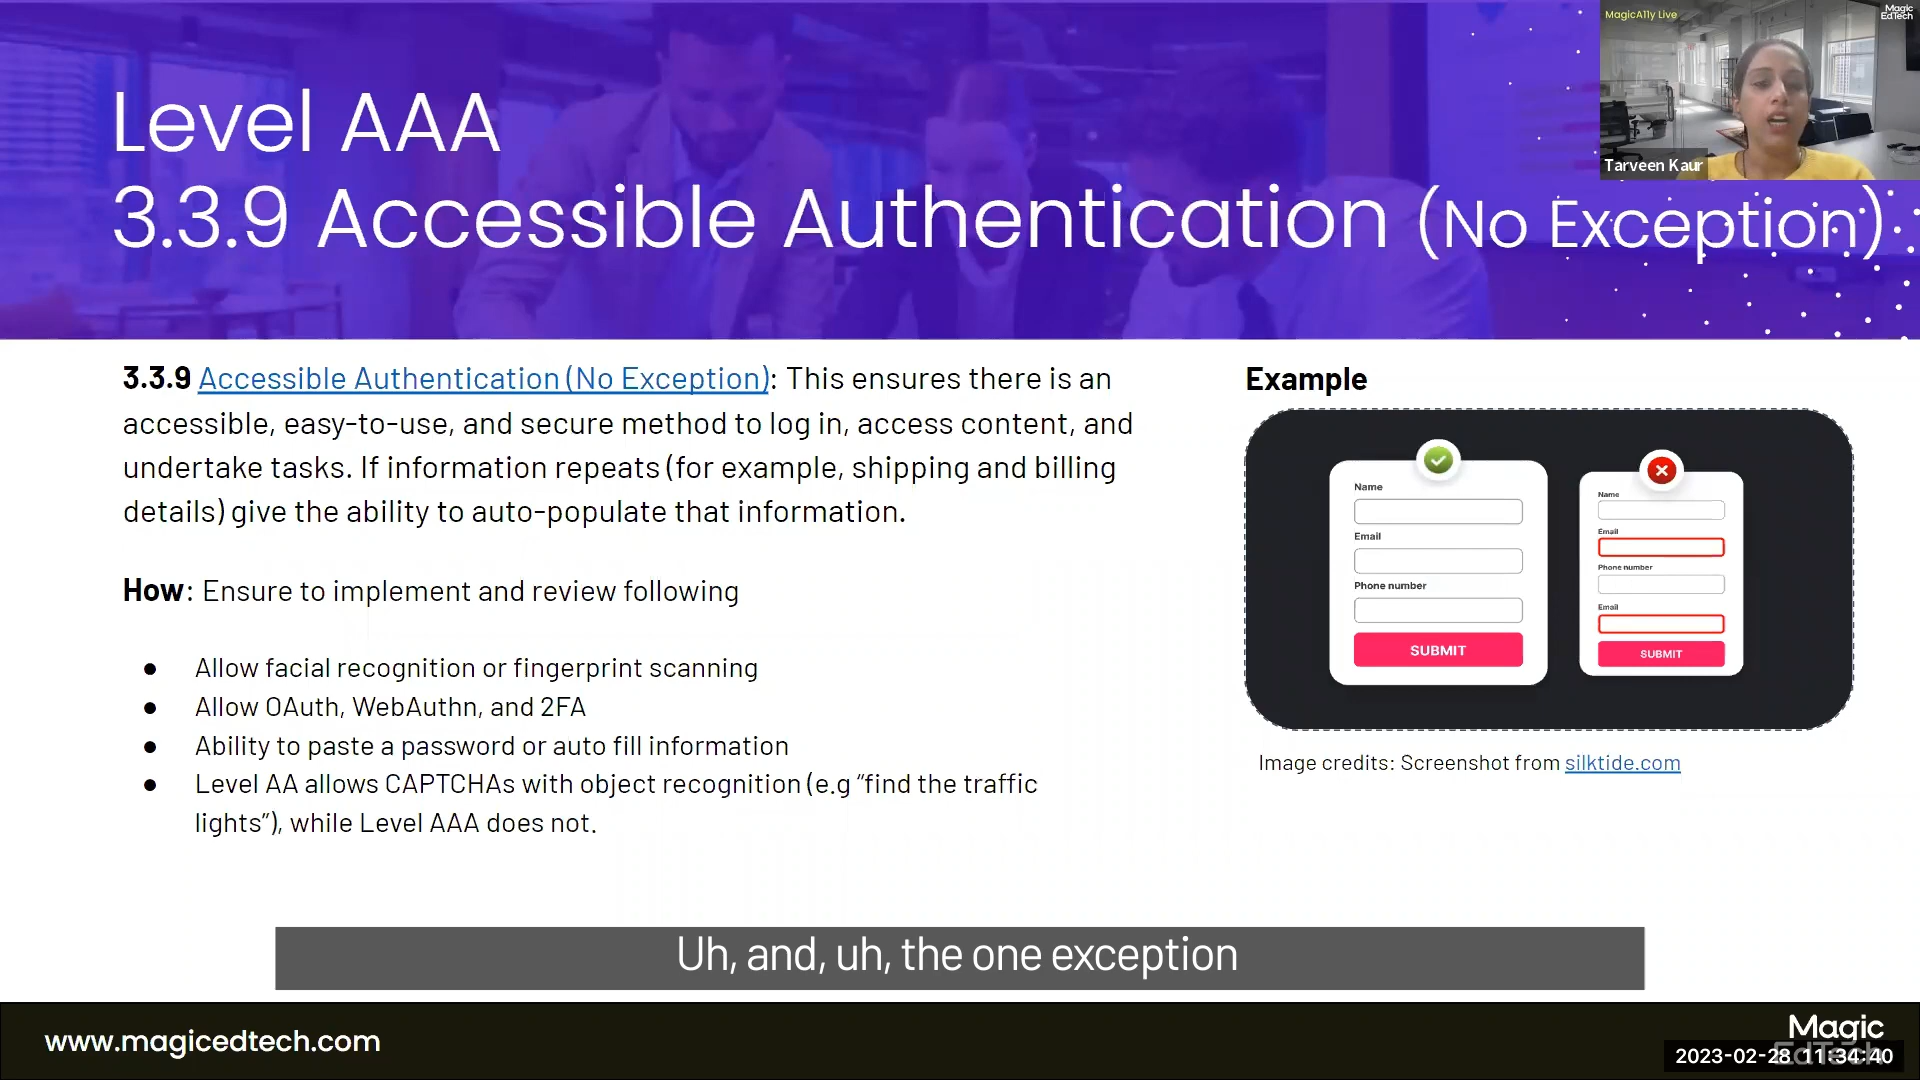 MagicA11y Live
Magic
EdTech
Level AAA
Tarveen Kaur
3.3.9 Accessible Authentication (No Exception)
3.3.9 Accessible Authentication (No Exception): This ensures there is an
accessible, easy-to-use, and secure method to log in, access content, and
undertake tasks. If information repeats (for example, shipping and billing
details) give the ability to auto-populate that information.
How: Ensure to implement and review following
● Allow facial recognition or fingerprint scanning
● Allow OAuth, WebAuthn, and 2FA
● Ability to paste a password or auto fill information
● Level AA allows CAPTCHAs with object recognition (e.g “find the traffic
lights”), while Level AAA does not.
Example
Name
Email
Phone number
SUBMIT
Name
Email
Phone number
Email
SUBMIT
Image credits: Screenshot from silktide.com
Uh, and, uh, the one exception
www.magicedtech.com
Magic
EdTech
2023-02-28 11:34:40